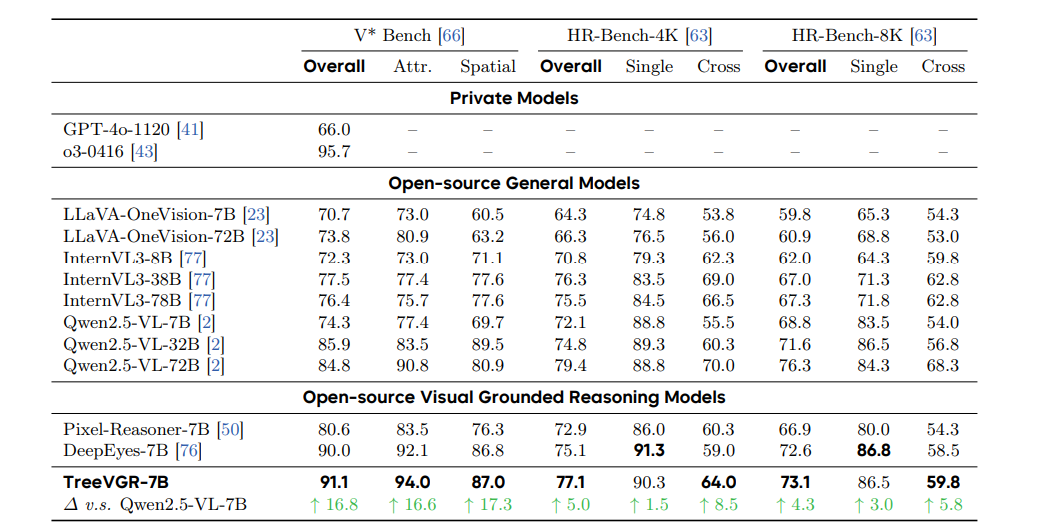 V* Bench [66] HR-Bench-4K [63] HR-Bench-8K [63]
Overall Attr. Spatial Overall Single Cross Overall Single Cross
Private Models
GPT-4o-1120 [41] 66.0 – – – – – – – –
o3-0416 [43] 95.7 – – – – – – – –
Open-source General Models
LLaVA-OneVision-7B [23] 70.7 73.0 60.5 64.3 74.8 53.8 59.8 65.3 54.3
LLaVA-OneVision-72B [23] 73.8 80.9 63.2 66.3 76.5 56.0 60.9 68.8 53.0
InternVL3-8B [77] 72.3 73.0 71.1 70.8 79.3 62.3 62.0 64.3 59.8
InternVL3-38B [77] 77.5 77.4 77.6 76.3 83.5 69.0 67.0 71.3 62.8
InternVL3-78B [77] 76.4 75.7 77.6 75.5 84.5 66.5 67.3 71.8 62.8
Qwen2.5-VL-7B [2] 74.3 77.4 69.7 72.1 88.8 55.5 68.8 83.5 54.0
Qwen2.5-VL-32B [2] 85.9 83.5 89.5 74.8 89.3 60.3 71.6 86.5 56.8
Qwen2.5-VL-72B [2] 84.8 90.8 80.9 79.4 88.8 70.0 76.3 84.3 68.3
Open-source Visual Grounded Reasoning Models
Pixel-Reasoner-7B [50] 80.6 83.5 76.3 72.9 86.0 60.3 66.9 80.0 54.3
DeepEyes-7B [76] 90.0 92.1 86.8 75.1 91.3 59.0 72.6 86.8 58.5
TreeVGR-7B 91.1 94.0 87.0 77.1 90.3 64.0 73.1 86.5 59.8
Δ v.s. Qwen2.5-VL-7B ↑ 16.8 ↑ 16.6 ↑ 17.3 ↑ 5.0 ↑ 1.5 ↑ 8.5 ↑ 4.3 ↑ 3.0 ↑ 5.8